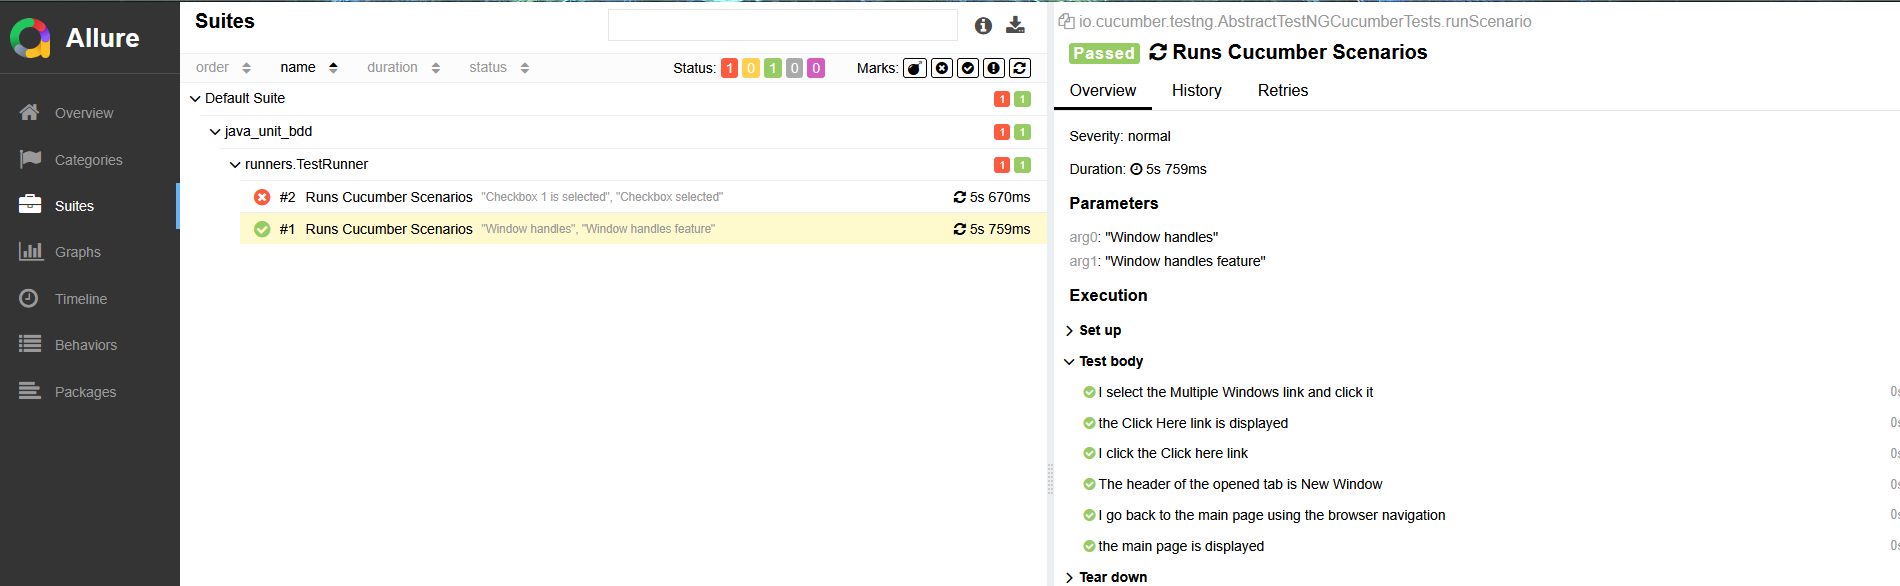 Allure
Overview
Categories
Suites
Graphs
Timeline
Behaviors
Packages
Suites
order name duration status Status: 1 0 1 0 0 Marks:
Default Suite 1 1
java_unit_bdd 1 1
runners.TestRunner 1 1
#2 Runs Cucumber Scenarios "Checkbox 1 is selected", "Checkbox selected" 5s 670ms
#1 Runs Cucumber Scenarios "Window handles", "Window handles feature" 5s 759ms
io.cucumber.testng.AbstractTestNGCucumberTests.runScenario
Passed Runs Cucumber Scenarios
Overview History Retries
Severity: normal
Duration: 5s 759ms
Parameters
arg0: "Window handles"
arg1: "Window handles feature"
Execution
Set up
Test body
I select the Multiple Windows link and click it 0s
the Click Here link is displayed 0s
I click the Click here link 0s
The header of the opened tab is New Window 0s
I go back to the main page using the browser navigation 0s
the main page is displayed 0s
Tear down